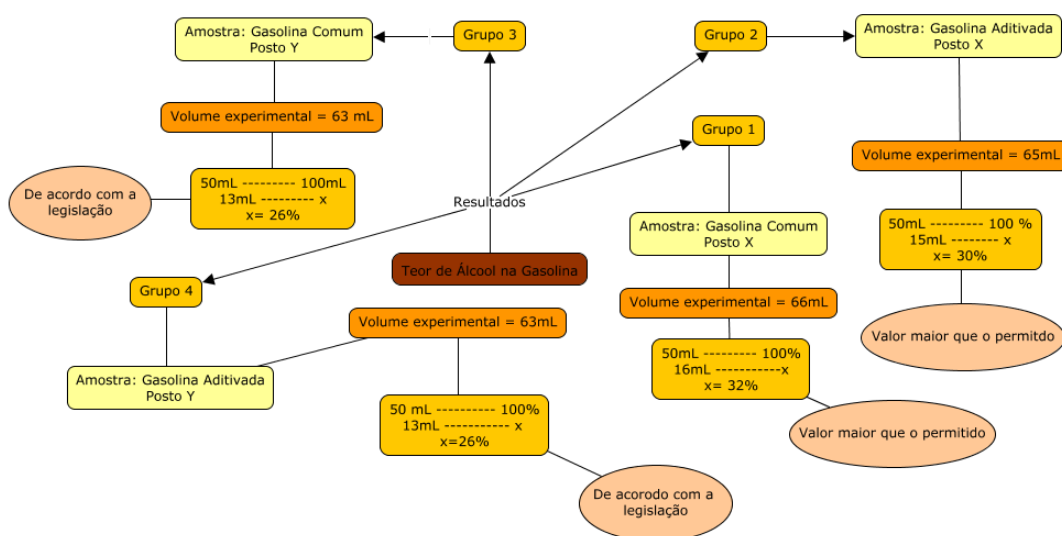 Amostra: Gasolina Comum
Posto Y
Grupo 3
Grupo 2
Amostra: Gasolina Aditivada
Posto X
Volume experimental = 63 mL
Grupo 1
Volume experimental = 65mL
De acordo com a
legislação
50mL --------- 100mL
13mL --------- x
x= 26%
Resultados
Amostra: Gasolina Comum
Posto X
50mL --------- 100 %
15mL -------- x
x= 30%
Teor de Álcool na Gasolina
Grupo 4
Volume experimental = 63mL
Volume experimental = 66mL
Valor maior que o permitdo
Amostra: Gasolina Aditivada
Posto Y
50mL --------- 100%
16mL -----------x
x= 32%
50 mL ---------- 100%
13mL ----------- x
x=26%
Valor maior que o permitido
De acorodo com a
legislação